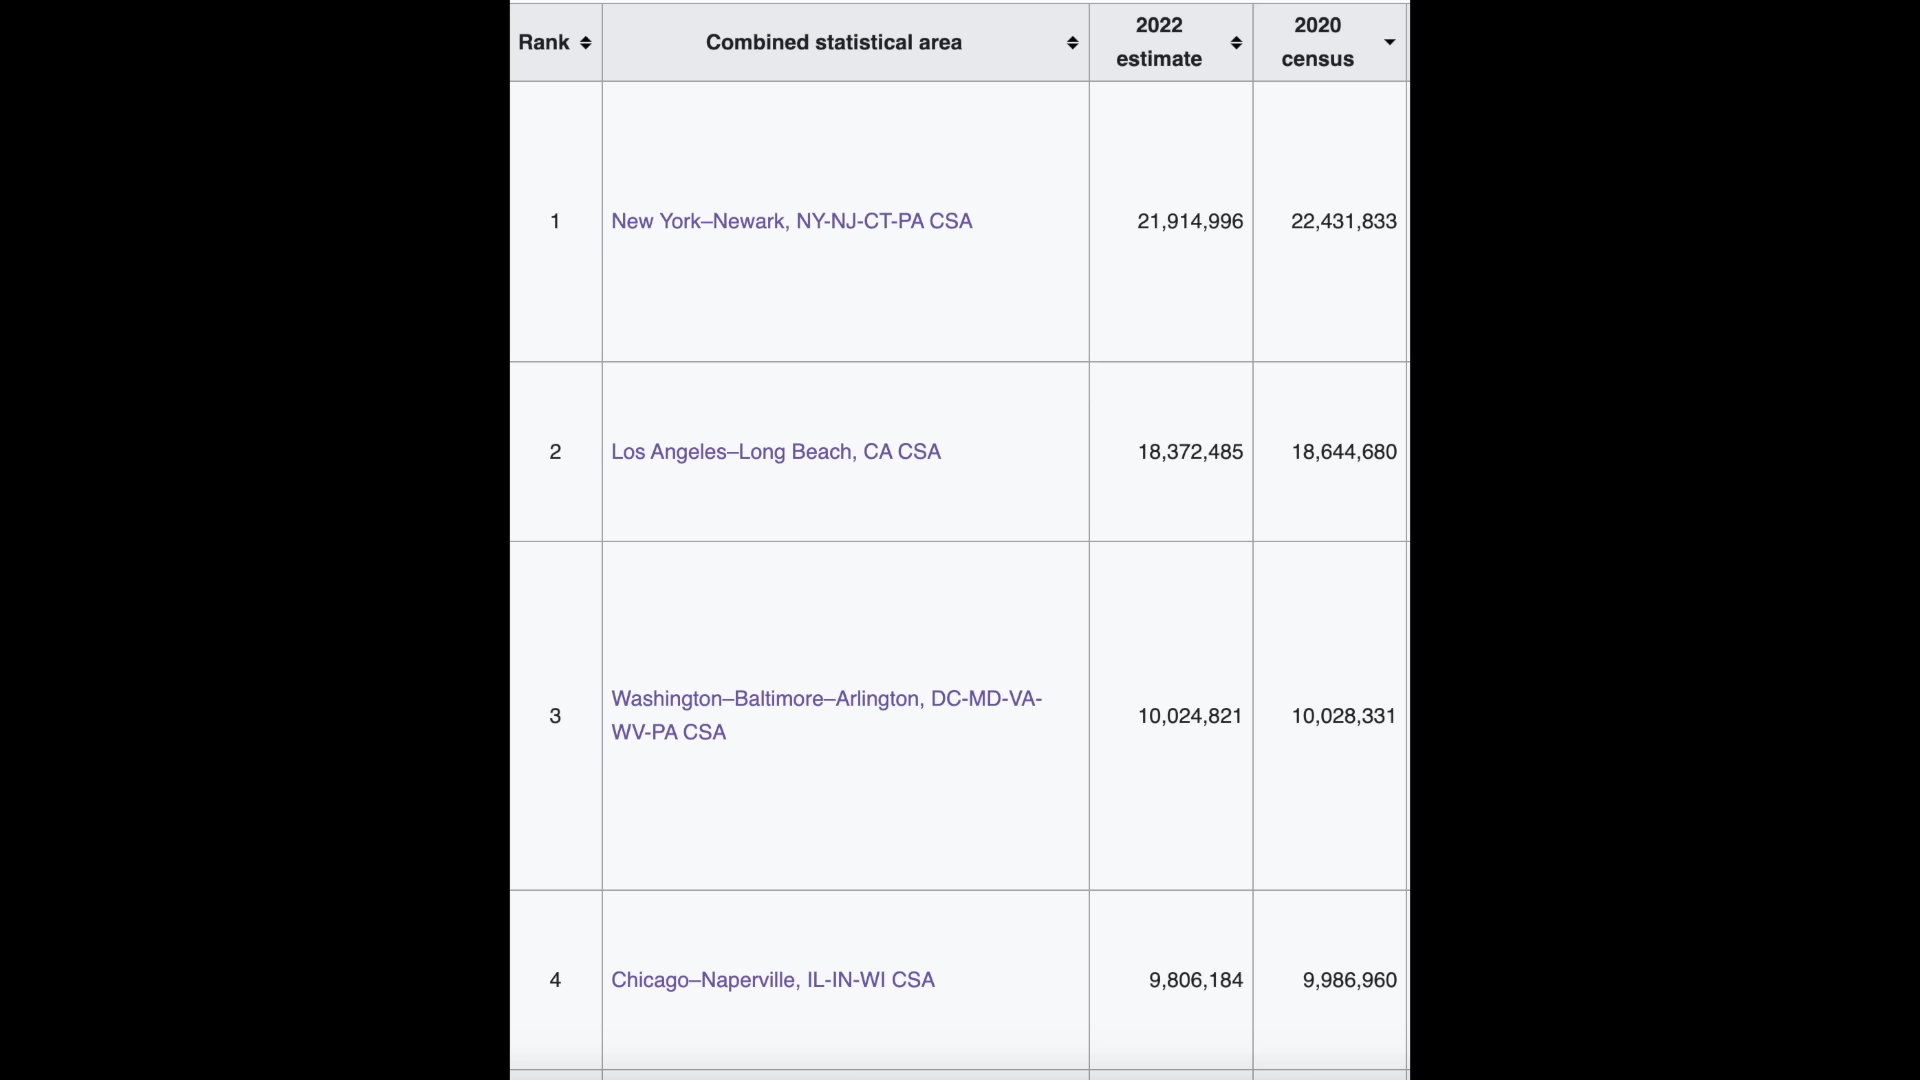 Rank Combined statistical area 2022 estimate 2020 census
1 New York–Newark, NY-NJ-CT-PA CSA 21,914,996 22,431,833
2 Los Angeles–Long Beach, CA CSA 18,372,485 18,644,680
3 Washington–Baltimore–Arlington, DC-MD-VA-
WV-PA CSA 10,024,821 10,028,331
4 Chicago–Naperville, IL-IN-WI CSA 9,806,184 9,986,960